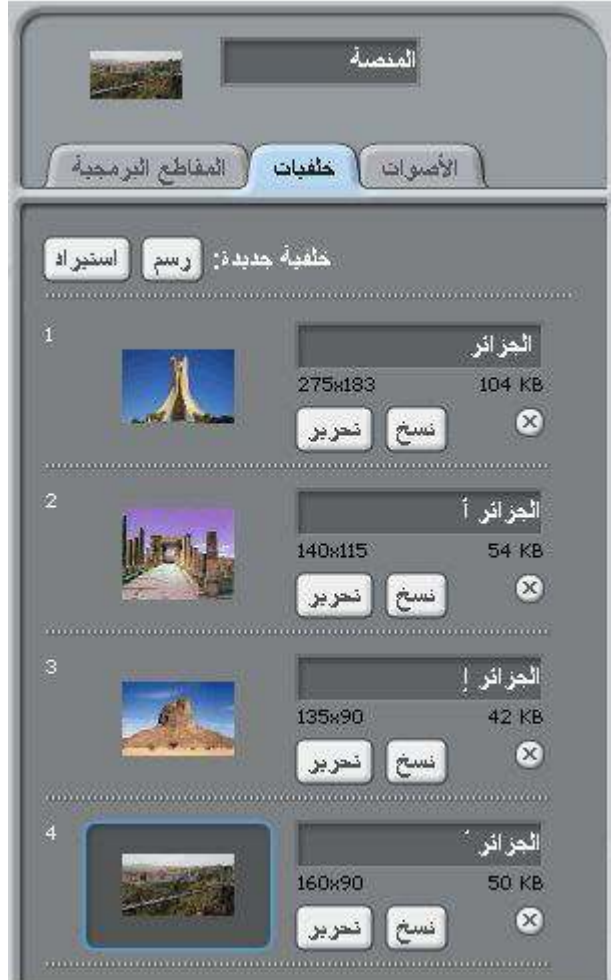 المنصة
الأصوات خلفيات المقاطع البرمجية
خلفية جديدة: رسم استيراد
1
الجزائر
275x183 104 KB
نسخ تحرير
2
الجزائر أ
140x115 54 KB
نسخ تحرير
3
الجزائر إ
135x90 42 KB
نسخ تحرير
4
الجزائر ´
160x90 50 KB
نسخ تحرير